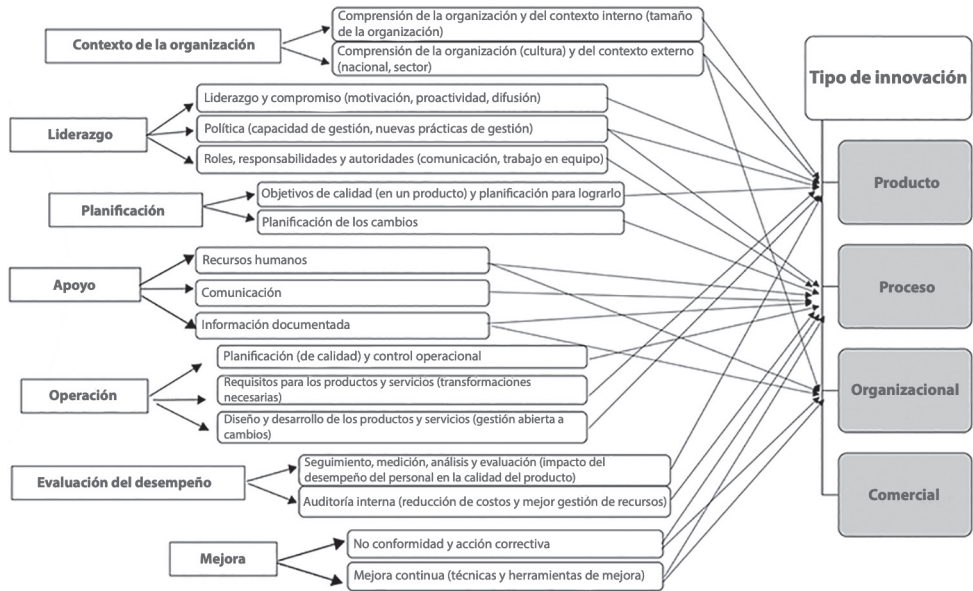 Contexto de la organización
Comprensión de la organización y del contexto interno (tamaño
de la organización)
Comprensión de la organización (cultura) y del contexto externo
(nacional, sector)
Liderazgo
Liderazgo y compromiso (motivación, proactividad, difusión)
Política (capacidad de gestión, nuevas prácticas de gestión)
Roles, responsabilidades y autoridades (comunicación, trabajo en equipo)
Planificación
Objetivos de calidad (en un producto) y planificación para lograrlo
Planificación de los cambios
Apoyo
Recursos humanos
Comunicación
Información documentada
Operación
Planificación (de calidad) y control operacional
Requisitos para los productos y servicios (transformaciones
necesarias)
Diseño y desarrollo de los productos y servicios (gestión abierta a
cambios)
Evaluación del desempeño
Seguimiento, medición, análisis y evaluación (impacto del
desempeño del personal en la calidad del producto)
Auditoría interna (reducción de costos y mejor gestión de recursos)
Mejora
No conformidad y acción correctiva
Mejora continua (técnicas y herramientas de mejora)
Tipo de innovación
Producto
Proceso
Organizacional
Comercial